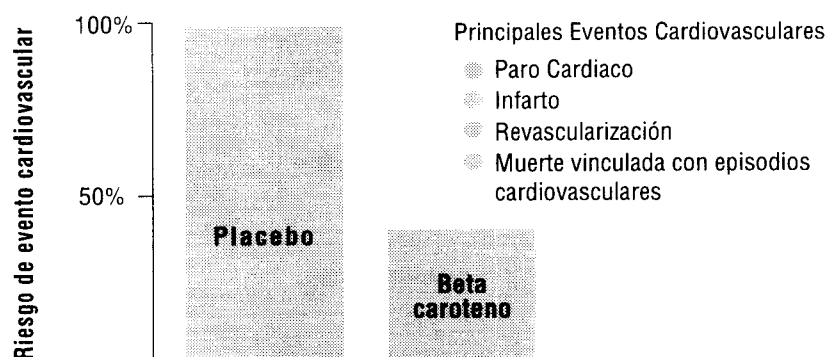 Riesgo de evento cardiovascular
100%
50%
Placebo
Beta
caroteno
Principales Eventos Cardiovasculares
Paro Cardiaco
Infarto
Revascularización
Muerte vinculada con episodios
cardiovasculares